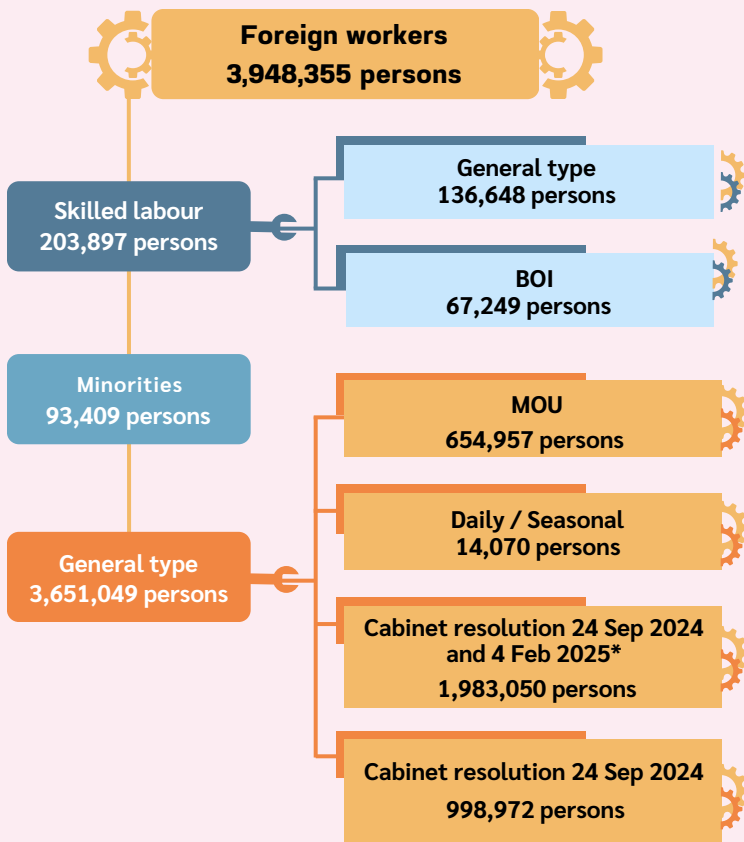 Foreign workers
3,948,355 persons
Skilled labour
203,897 persons
General type
136,648 persons
BOI
67,249 persons
Minorities
93,409 persons
General type
3,651,049 persons
MOU
654,957 persons
Daily / Seasonal
14,070 persons
Cabinet resolution 24 Sep 2024
and 4 Feb 2025*
1,983,050 persons
Cabinet resolution 24 Sep 2024
998,972 persons